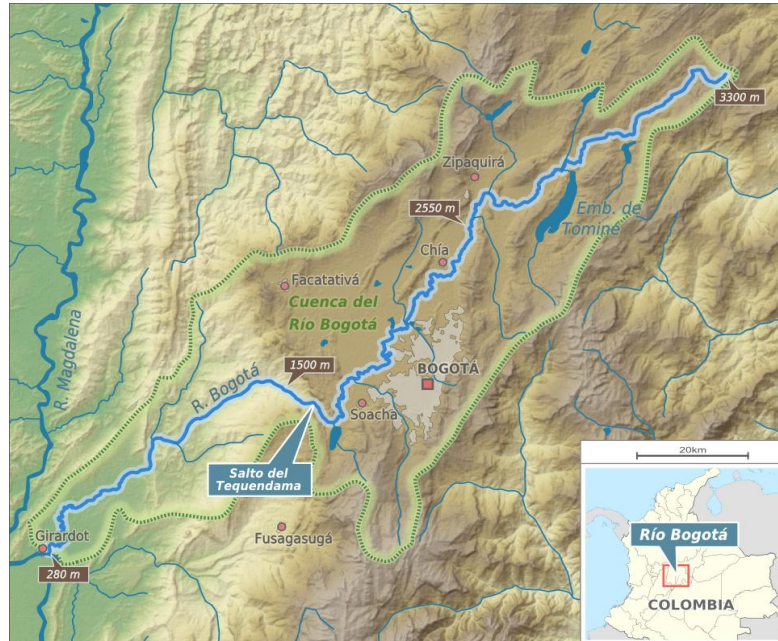 3300 m
Zipaquirá
2550 m
Emb. de
Tominé
Chía
Facatativá
Cuenca del
Río Bogotá
R. Magdalena
1500 m
R. Bogotá
BOGOTÁ
Soacha
Salto del
Tequendama
Fusagasugá
Girardot
280 m
20km
Río Bogotá
COLOMBIA